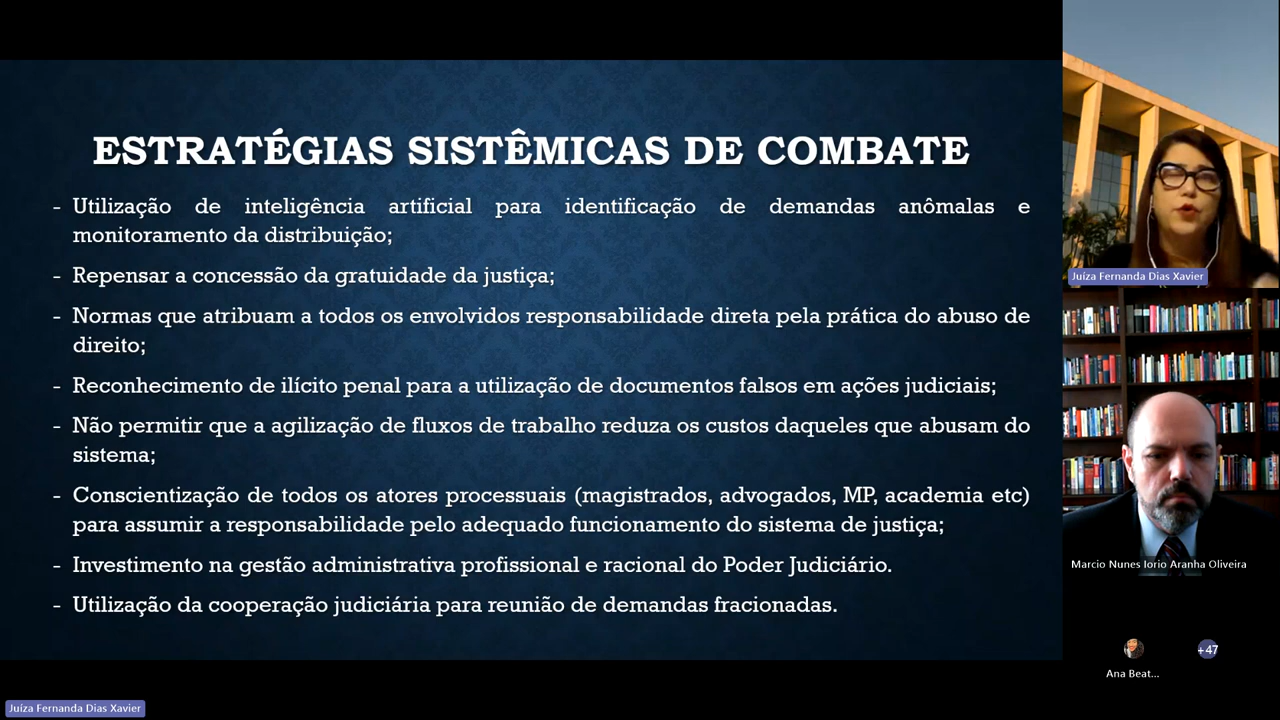 ESTRATÉGIAS SISTÊMICAS DE COMBATE
- Utilização de inteligência artificial para identificação de demandas anômalas e
monitoramento da distribuição;
- Repensar a concessão da gratuidade da justiça;
- Normas que atribuam a todos os envolvidos responsabilidade direta pela prática do abuso de
direito;
- Reconhecimento de ilícito penal para a utilização de documentos falsos em ações judiciais;
- Não permitir que a agilização de fluxos de trabalho reduza os custos daqueles que abusam do
sistema;
- Conscientização de todos os atores processuais (magistrados, advogados, MP, academia etc)
para assumir a responsabilidade pelo adequado funcionamento do sistema de justiça;
- Investimento na gestão administrativa profissional e racional do Poder Judiciário.
- Utilização da cooperação judiciária para reunião de demandas fracionadas.
Juíza Fernanda Dias Xavier
Marcio Nunes Iorio Aranha Oliveira
+47
Ana Beat...
Juíza Fernanda Dias Xavier